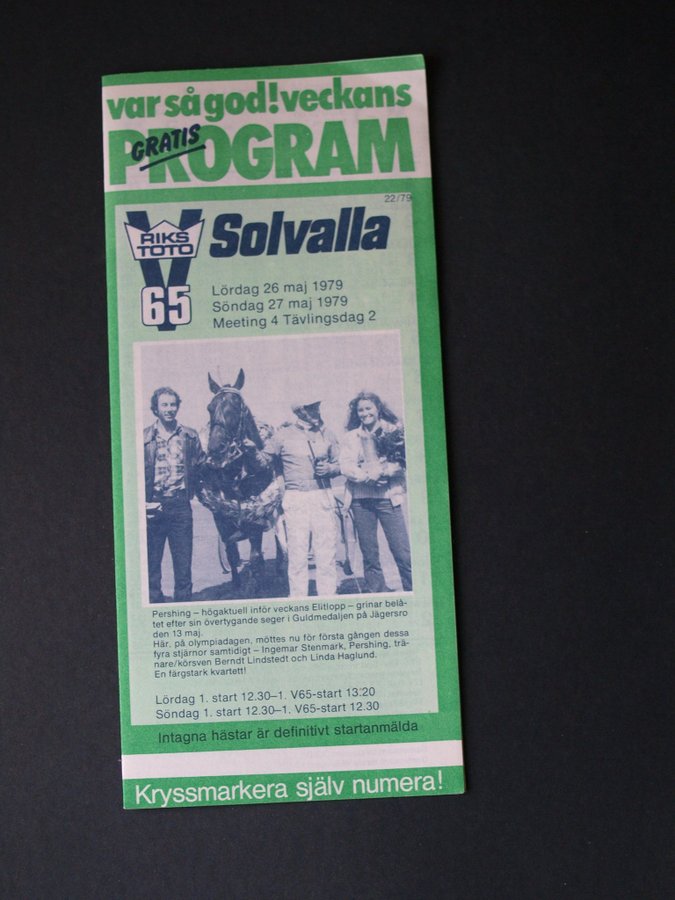 var så god! veckans
PROGRAM
GRATIS
22/79
RIKS
TOTO
V
65
Solvalla
Lördag 26 maj 1979
Söndag 27 maj 1979
Meeting 4 Tävlingsdag 2
Pershing – högaktuell inför veckans Elitlopp – grinar belå-
tet efter sin övertygande seger i Guldmedaljen på Jägersro
den 13 maj.
Här, på olympiadagen, möttes nu för första gången dessa
fyra stjärnor samtidigt – Ingemar Stenmark, Pershing, trä-
nare/körsven Berndt Lindstedt och Linda Haglund.
En färgstark kvartett!
Lördag 1. start 12.30–1. V65-start 13.20
Söndag 1. start 12.30–1. V65-start 12.30
Intagna hästar är definitivt startanmälda
Kryssmarkera själv numera!